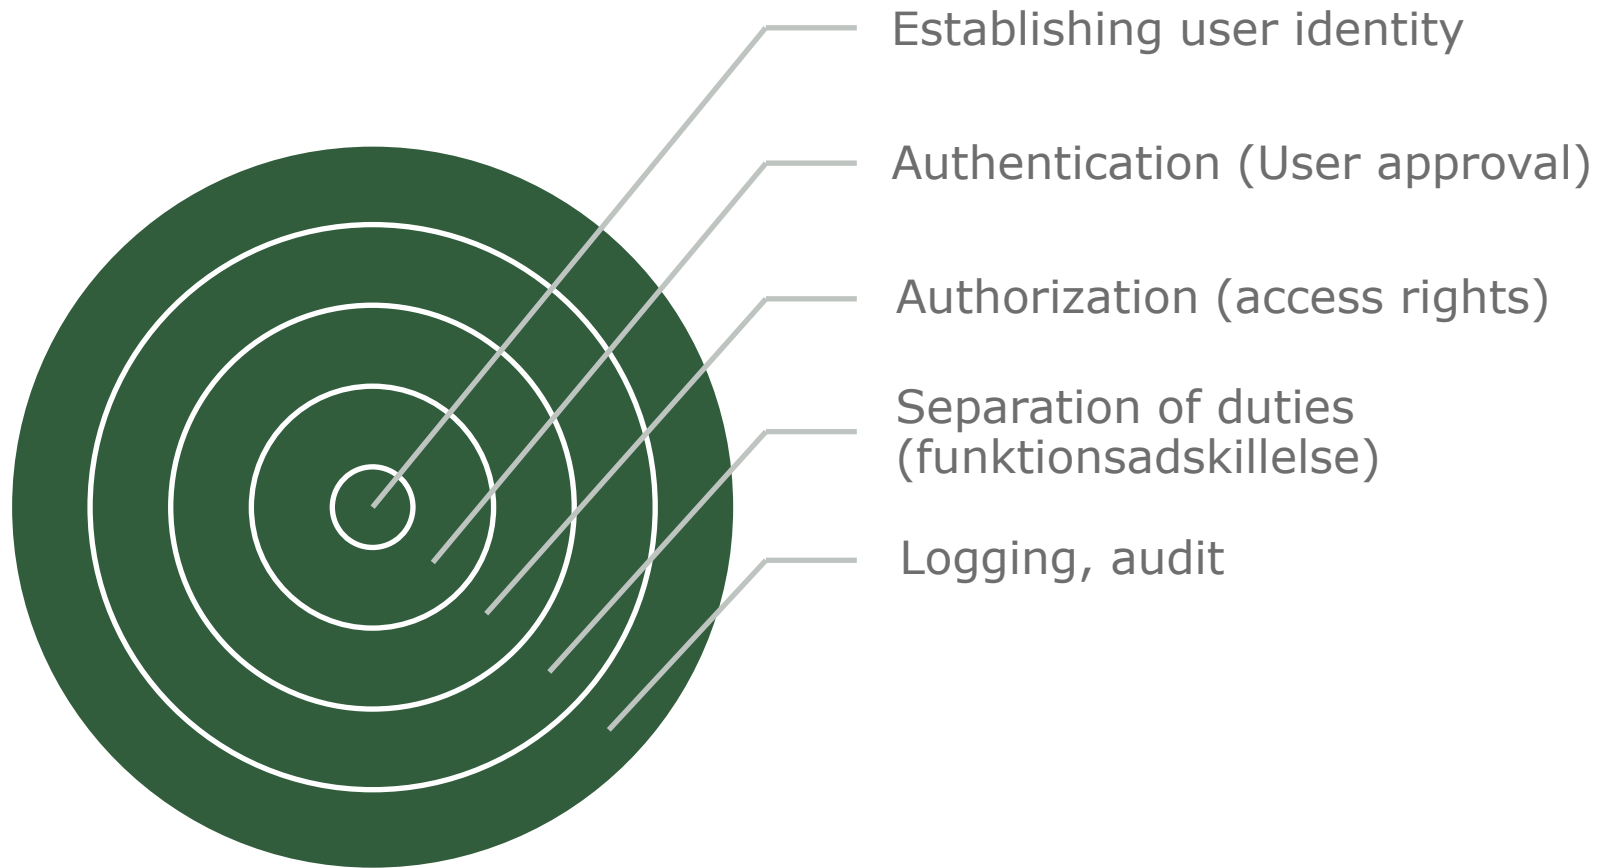 Establishing user identity
Authentication (User approval)
Authorization (access rights)
Separation of duties
(funktionsadskillelse)
Logging, audit